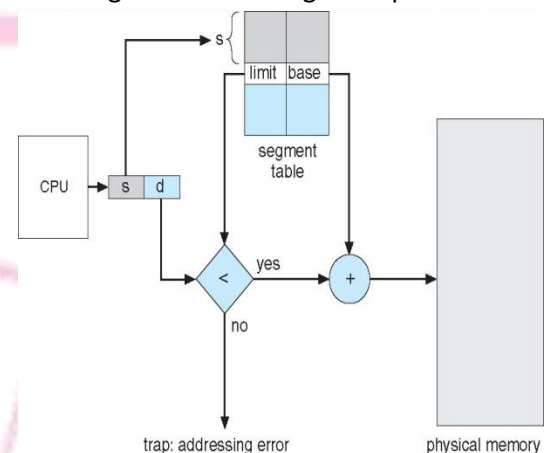 s
limit base
segment
table
CPU
s d
<
yes
+
no
trap: addressing error
physical memory